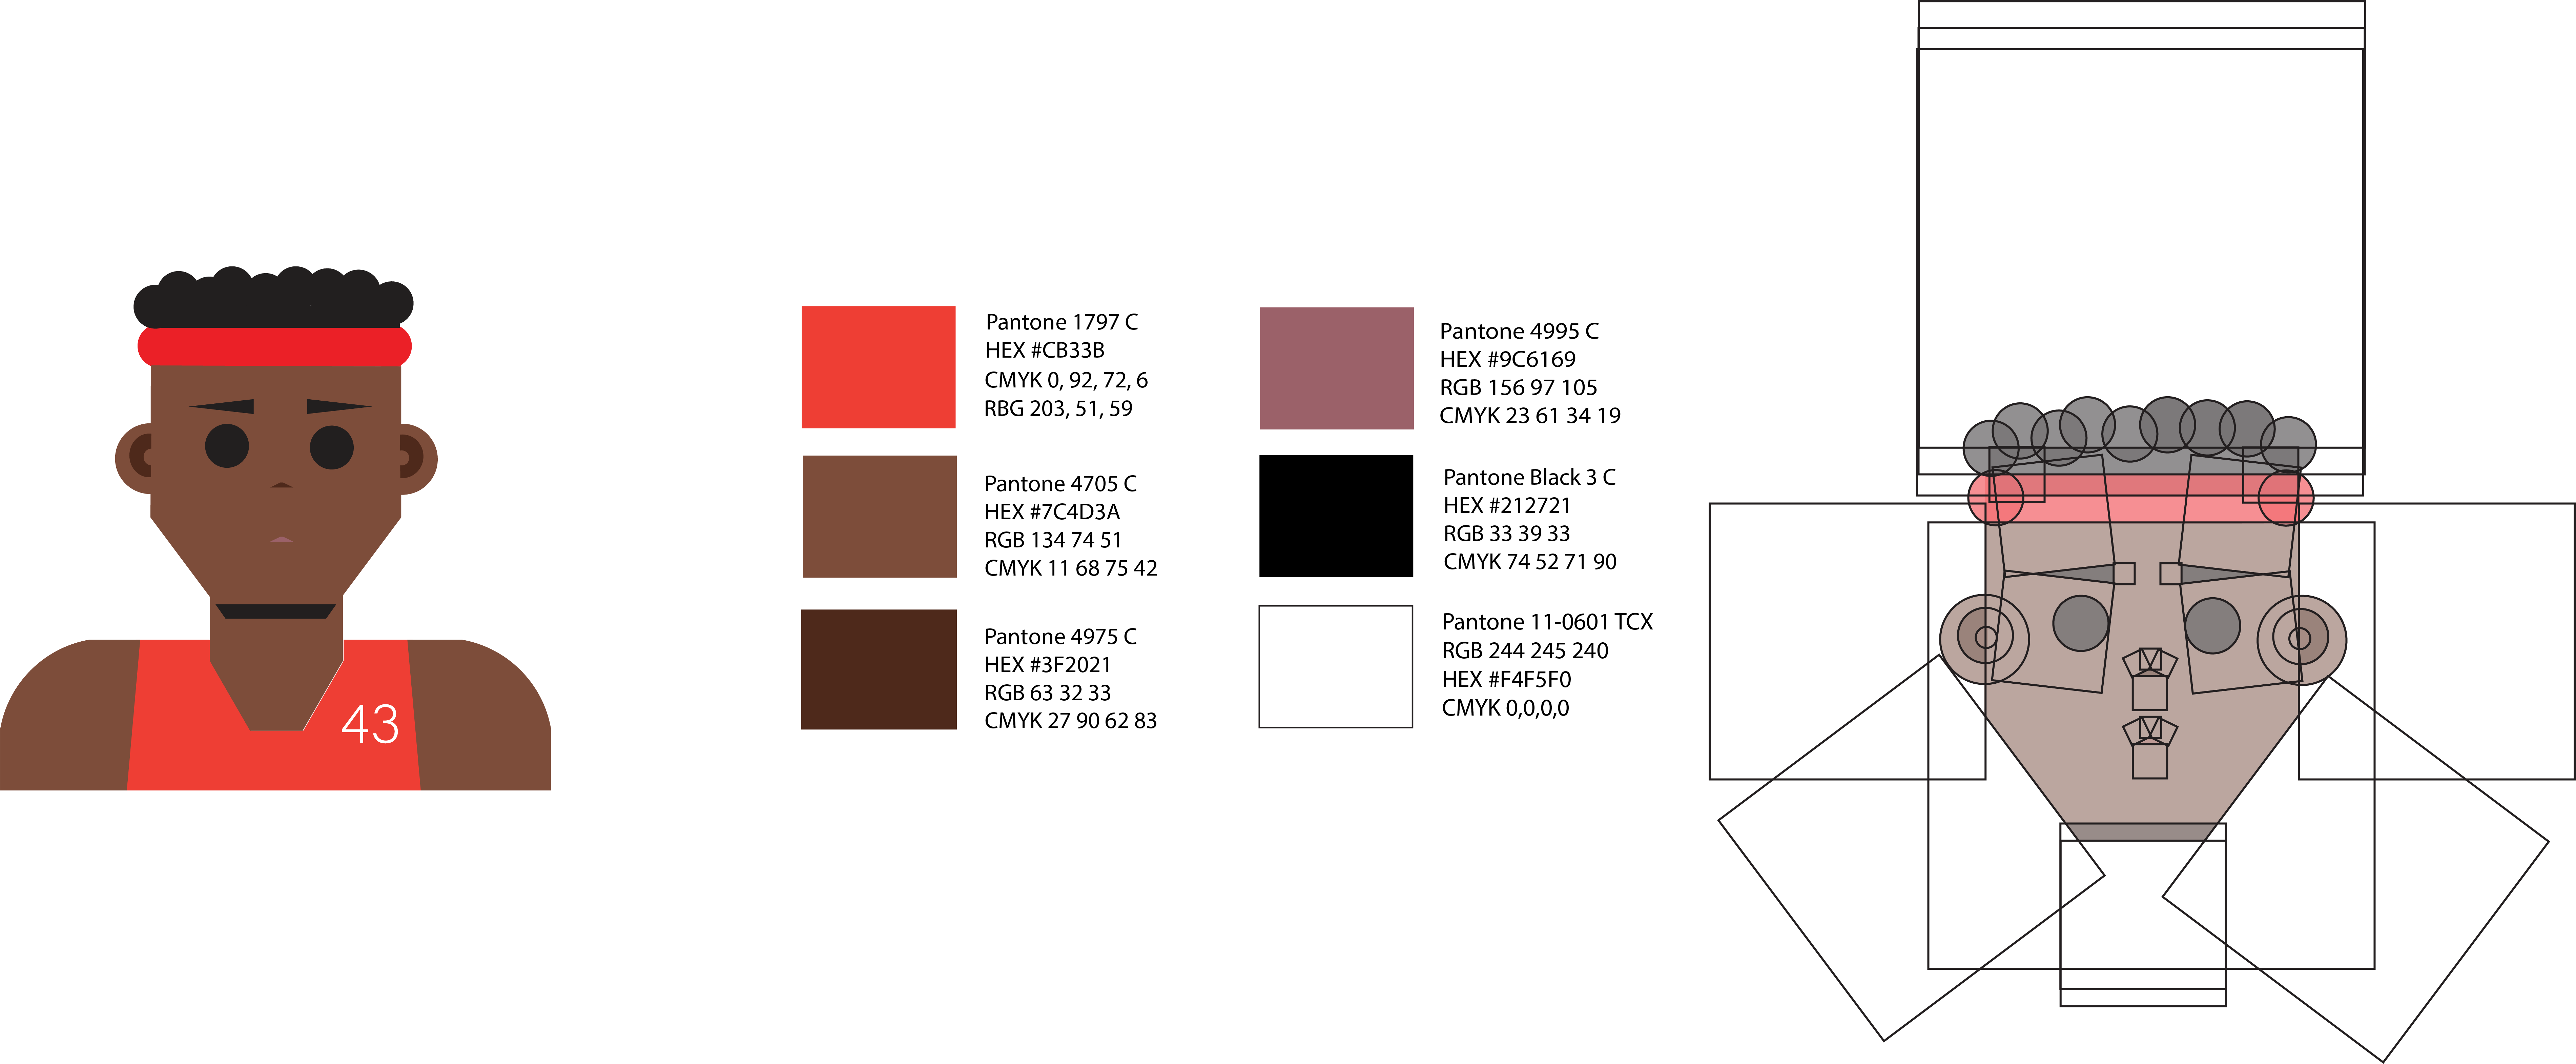 43
Pantone 1797 C
HEX #CB33B
CMYK 0, 92, 72, 6
RBG 203, 51, 59
Pantone 4705 C
HEX #7C4D3A
RGB 134 74 51
CMYK 11 68 75 42
Pantone 4975 C
HEX #3F2021
RGB 63 32 33
CMYK 27 90 62 83
Pantone 4995 C
HEX #9C6169
RGB 156 97 105
CMYK 23 61 34 19
Pantone Black 3 C
HEX #212721
RGB 33 39 33
CMYK 74 52 71 90
Pantone 11-0601 TCX
RGB 244 245 240
HEX #F4F5F0
CMYK 0,0,0,0